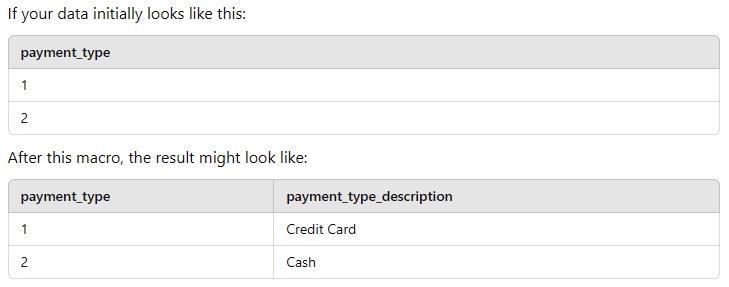 If your data initially looks like this:
payment_type
1
2
After this macro, the result might look like:
payment_type payment_type_description
1 Credit Card
2 Cash